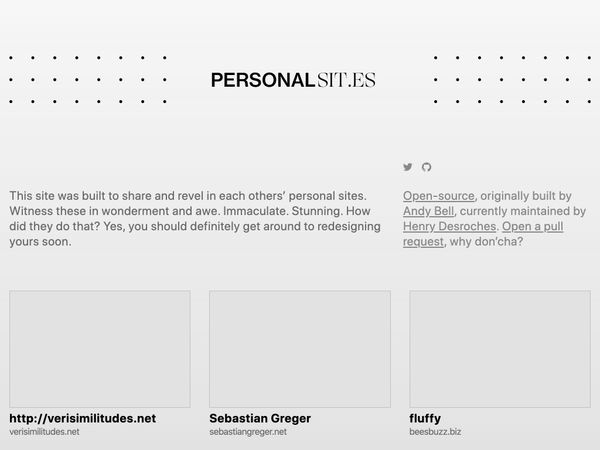 PERSONALSIT.ES
This site was built to share and revel in each others’ personal sites.
Witness these in wonderment and awe. Immaculate. Stunning. How
did they do that? Yes, you should definitely get around to redesigning
yours soon.
Open-source, originally built by
Andy Bell, currently maintained by
Henry Desroches. Open a pull
request, why don’cha?
http://verisimilitudes.net
verisimilitudes.net
Sebastian Greger
sebastiangreger.net
fluffy
beesbuzz.biz